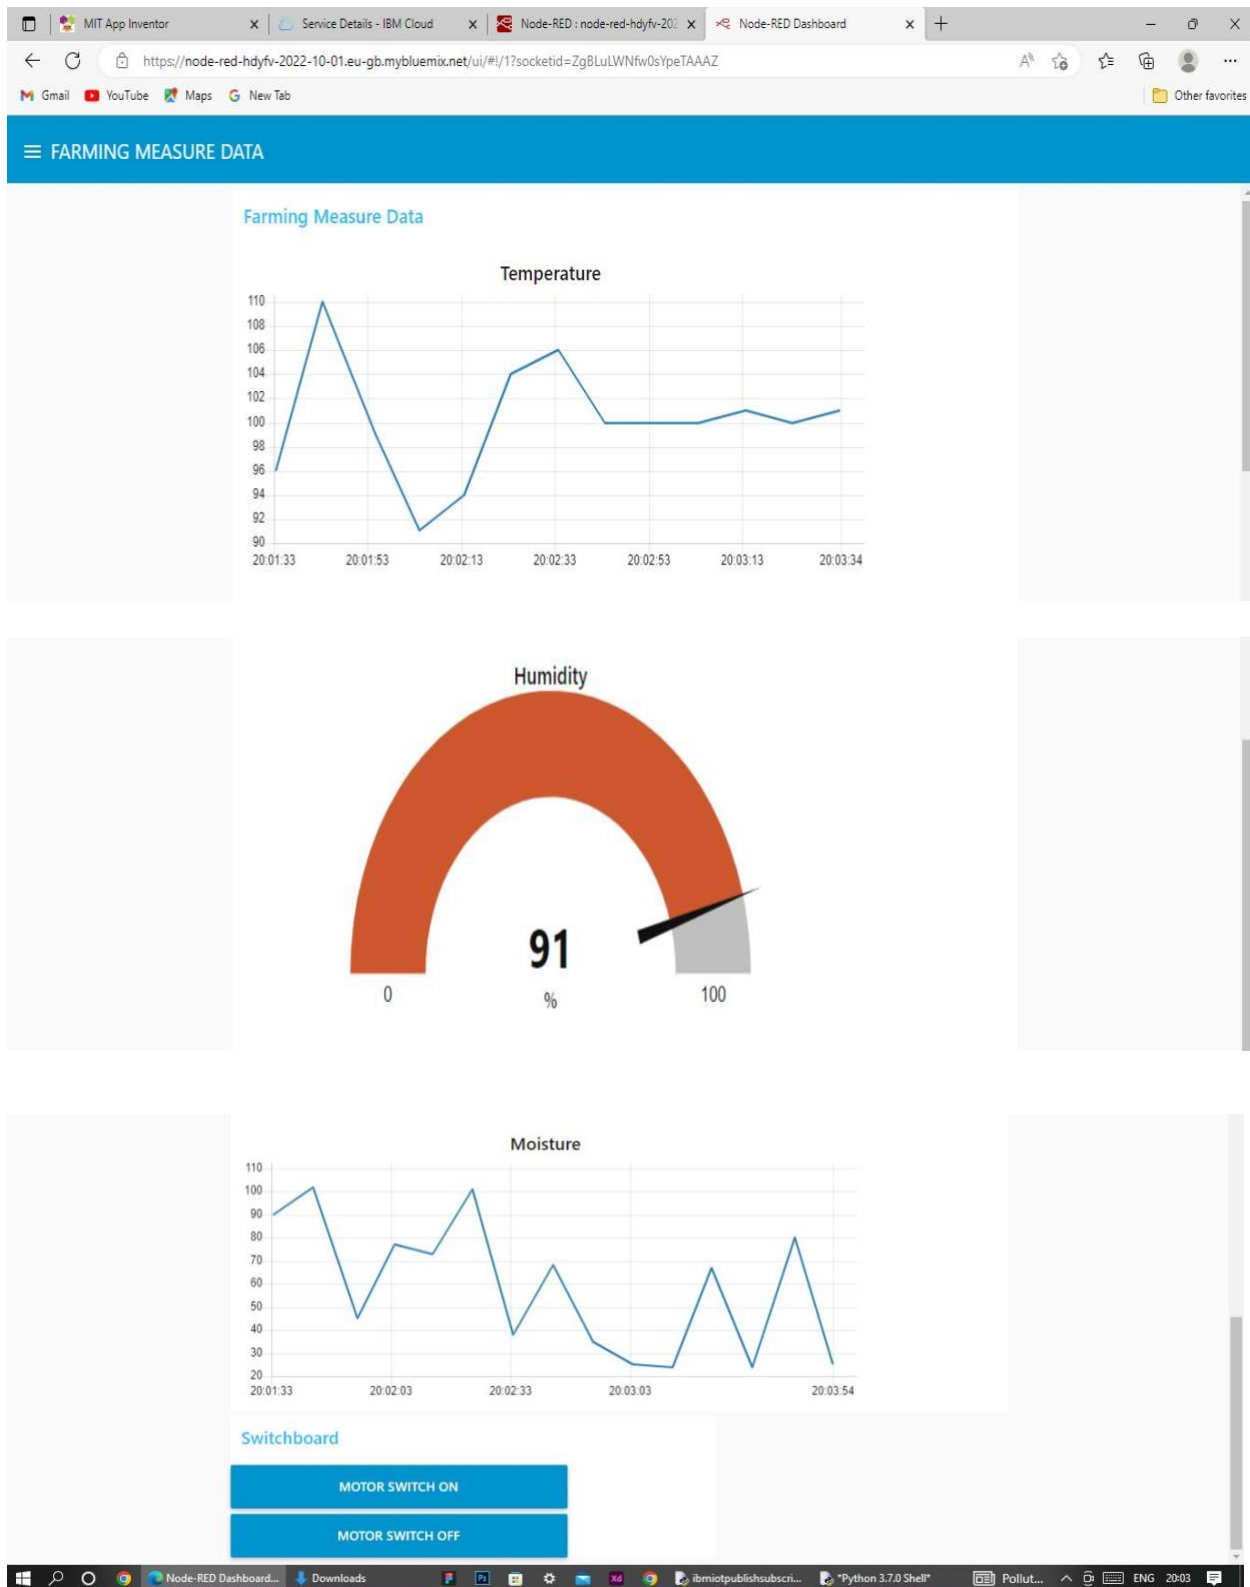 MIT App Inventor
Service Details - IBM Cloud
Node-RED : node-red-hdyfv-202
Node-RED Dashboard
https://node-red-hdyfv-2022-10-01.eu-gb.mybluemix.net/ui/#!/1?socketid=ZgBLuLWNfw0sYpeTAAAZ
Gmail YouTube Maps New Tab Other favorites
FARMING MEASURE DATA
Farming Measure Data
Temperature
110
108
106
104
102
100
98
96
94
92
90
20:01:33 20:01:53 20:02:13 20:02:33 20:02:53 20:03:13 20:03:34
Humidity
91
0 % 100
Moisture
110
100
90
80
70
60
50
40
30
20
20:01:33 20:02:03 20:02:33 20:03:03 20:03:54
Switchboard
MOTOR SWITCH ON
MOTOR SWITCH OFF
Node-RED Dashboard... Downloads Ps Xd ibmiotpublishsubscri... *Python 3.7.0 Shell* Pollut... ENG 20:03